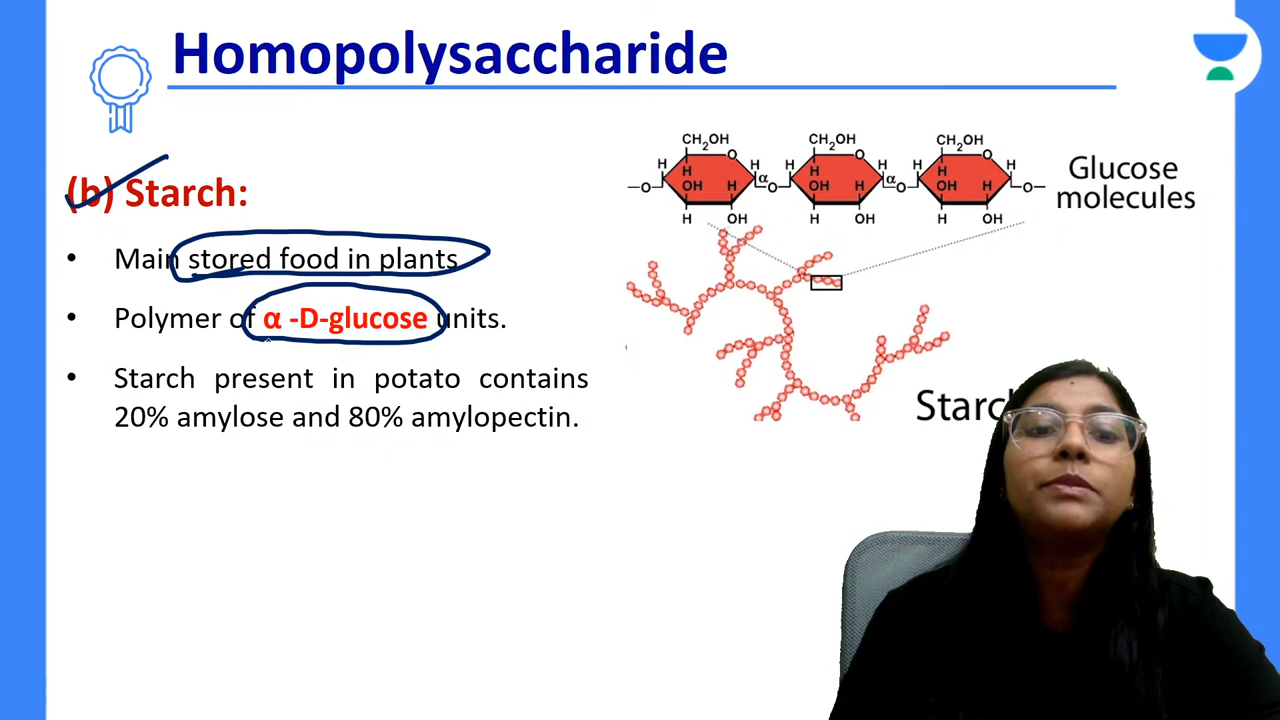 Homopolysaccharide
(b) Starch:
• Main stored food in plants
• Polymer of α -D-glucose units.
• Starch present in potato contains
20% amylose and 80% amylopectin.
CH2OH CH2OH CH2OH
O O O
H H H H H H
H H H
α α
O O O O
OH H OH H OH H
H OH H OH H OH
Glucose
molecules